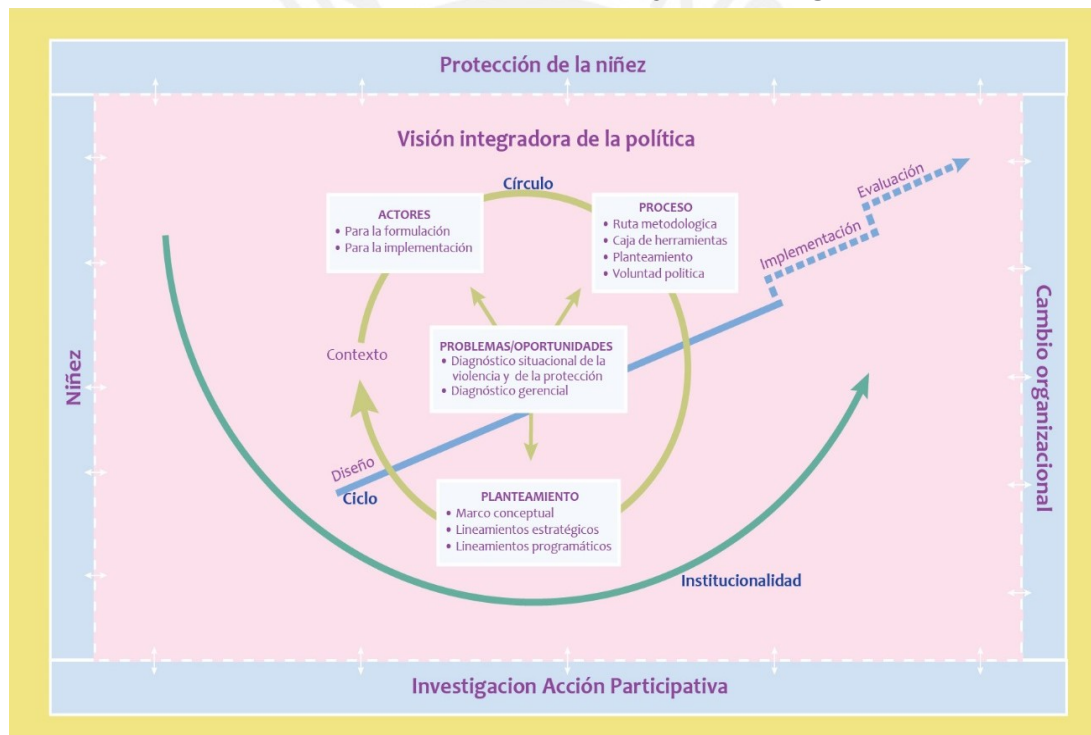 Protección de la niñez
Niñez
Visión integradora de la política
Círculo
ACTORES
• Para la formulación
• Para la implementación
PROCESO
• Ruta metodologica
• Caja de herramientas
• Planteamiento
• Voluntad política
Evaluación
Implementación
Contexto
PROBLEMAS/OPORTUNIDADES
• Diagnóstico situacional de la
violencia y de la protección
• Diagnóstico gerencial
Diseño
Ciclo
PLANTEAMIENTO
• Marco conceptual
• Lineamientos estratégicos
• Lineamientos programáticos
Institucionalidad
Cambio organizacional
Investigacion Acción Participativa